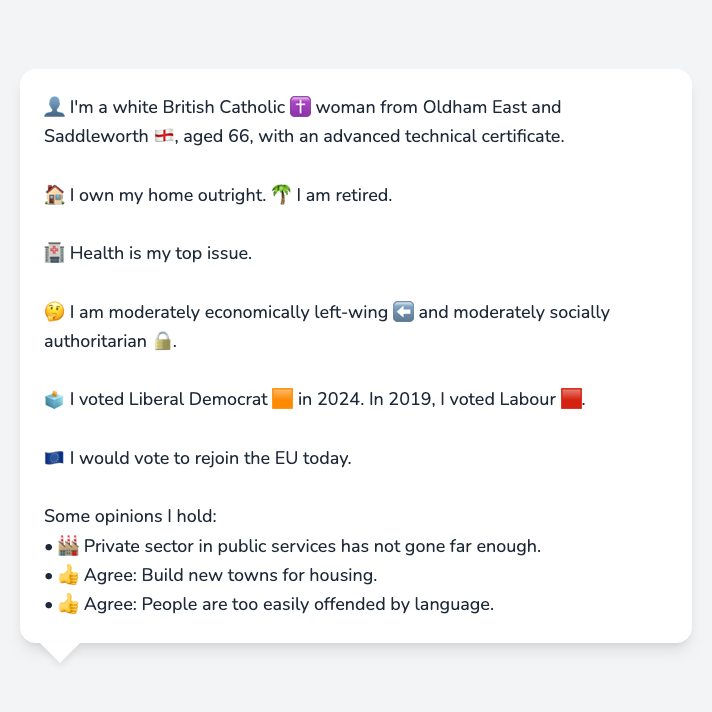 👤 I'm a white British Catholic ✝️ woman from Oldham East and
Saddleworth 🏴󠁧󠁢󠁥󠁮󠁧󠁿, aged 66, with an advanced technical certificate.
🏠 I own my home outright. 🌴 I am retired.
🏥 Health is my top issue.
🤔 I am moderately economically left-wing ⬅️ and moderately socially
authoritarian 🔒.
🗳️ I voted Liberal Democrat 🟧 in 2024. In 2019, I voted Labour 🟥.
🇪🇺 I would vote to rejoin the EU today.
Some opinions I hold:
• 🏭 Private sector in public services has not gone far enough.
• 👍 Agree: Build new towns for housing.
• 👍 Agree: People are too easily offended by language.